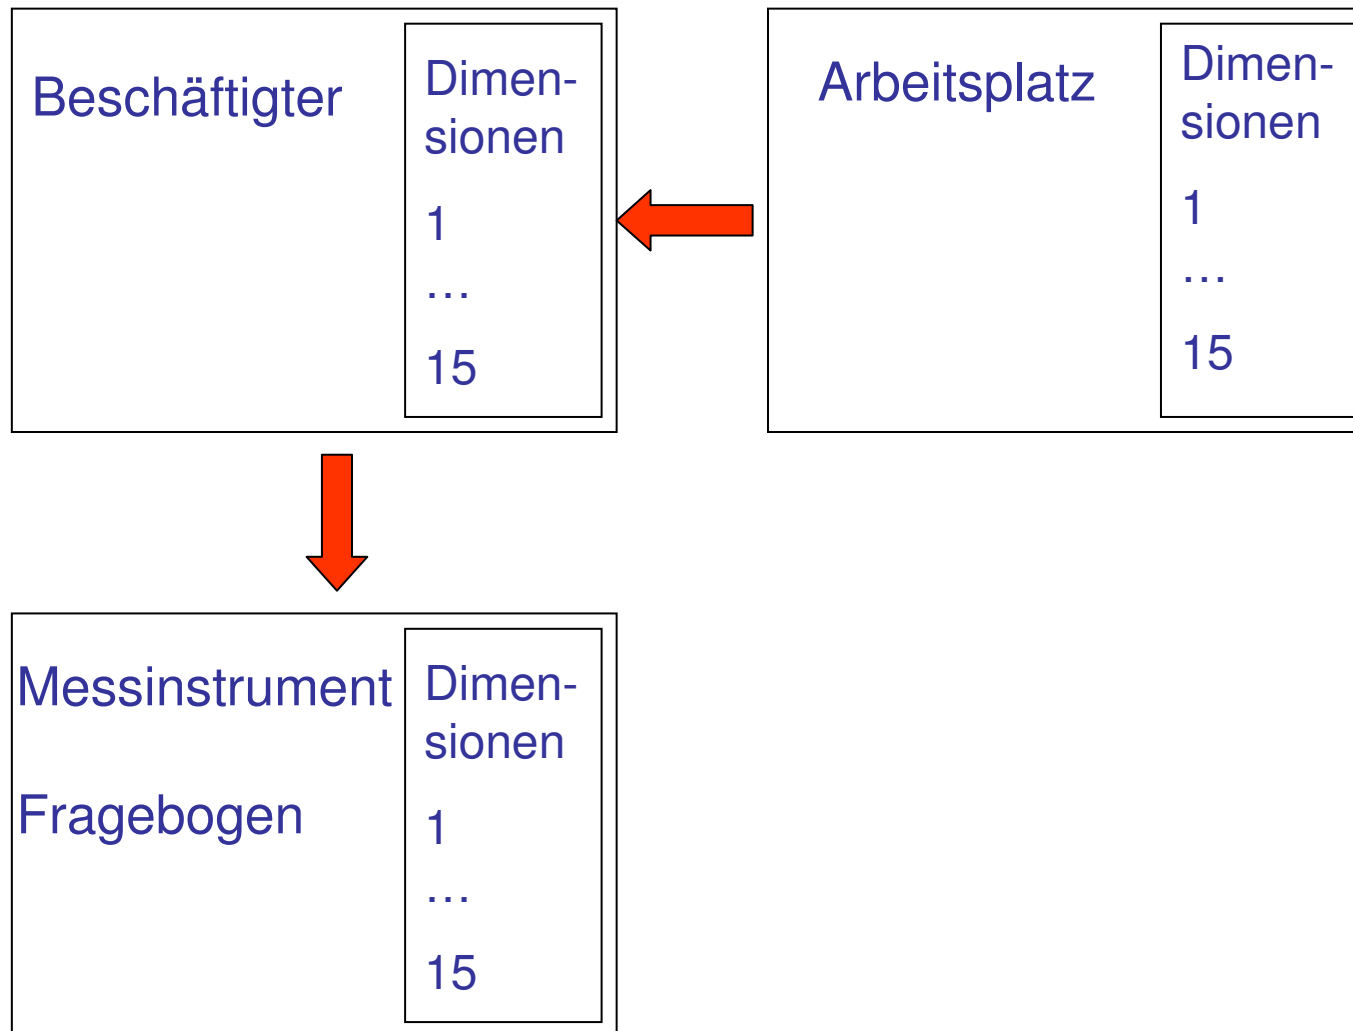 Beschäftigter
Dimen-
sionen
1
…
15
Arbeitsplatz
Dimen-
sionen
1
…
15
Messinstrument
Fragebogen
Dimen-
sionen
1
…
15